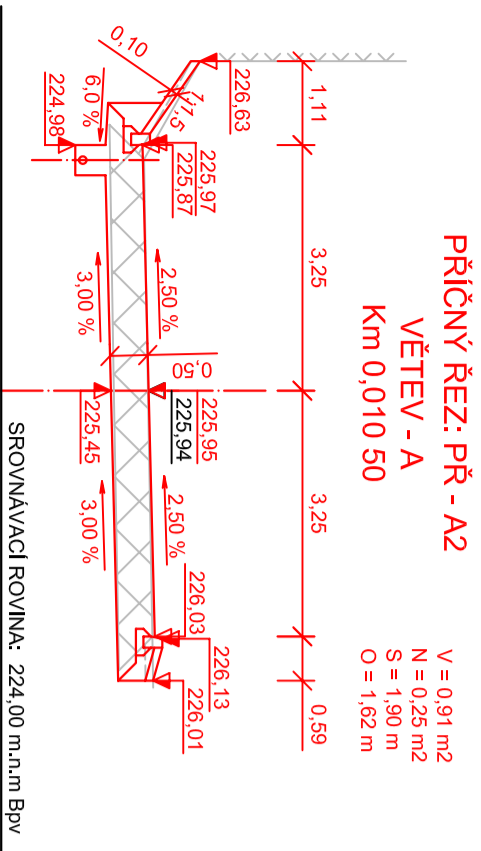 PŘÍČNÝ ŘEZ: PŘ - A2
VĚTEV - A
Km 0,010 50
V = 0,91 m2
N = 0,25 m2
S = 1,90 m
O = 1,62 m
1,11
3,25
3,25
0,59
226,63
0,10
1:1,5
225,97
225,87
6,0 %
224,98
2,50 %
3,00 %
0,50
225,95
225,94
225,45
2,50 %
3,00 %
226,03
226,13
226,01
SROVNÁVACÍ ROVINA: 224,00 m.n.m Bpv